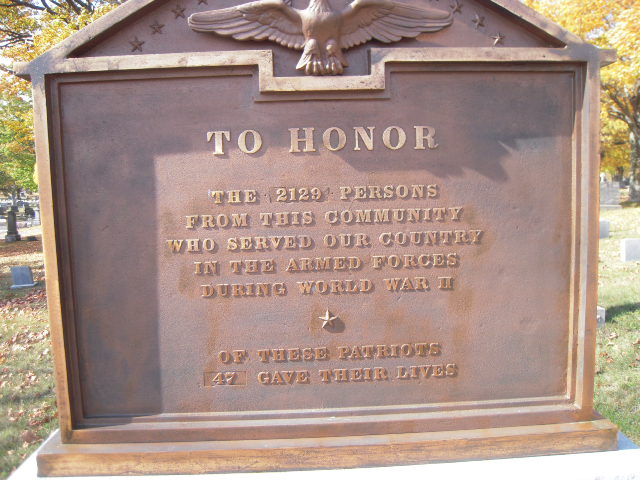 TO HONOR
THE 2129 PERSONS
FROM THIS COMMUNITY
WHO SERVED OUR COUNTRY
IN THE ARMED FORCES
DURING WORLD WAR II
OF THESE PATRIOTS
47 GAVE THEIR LIVES